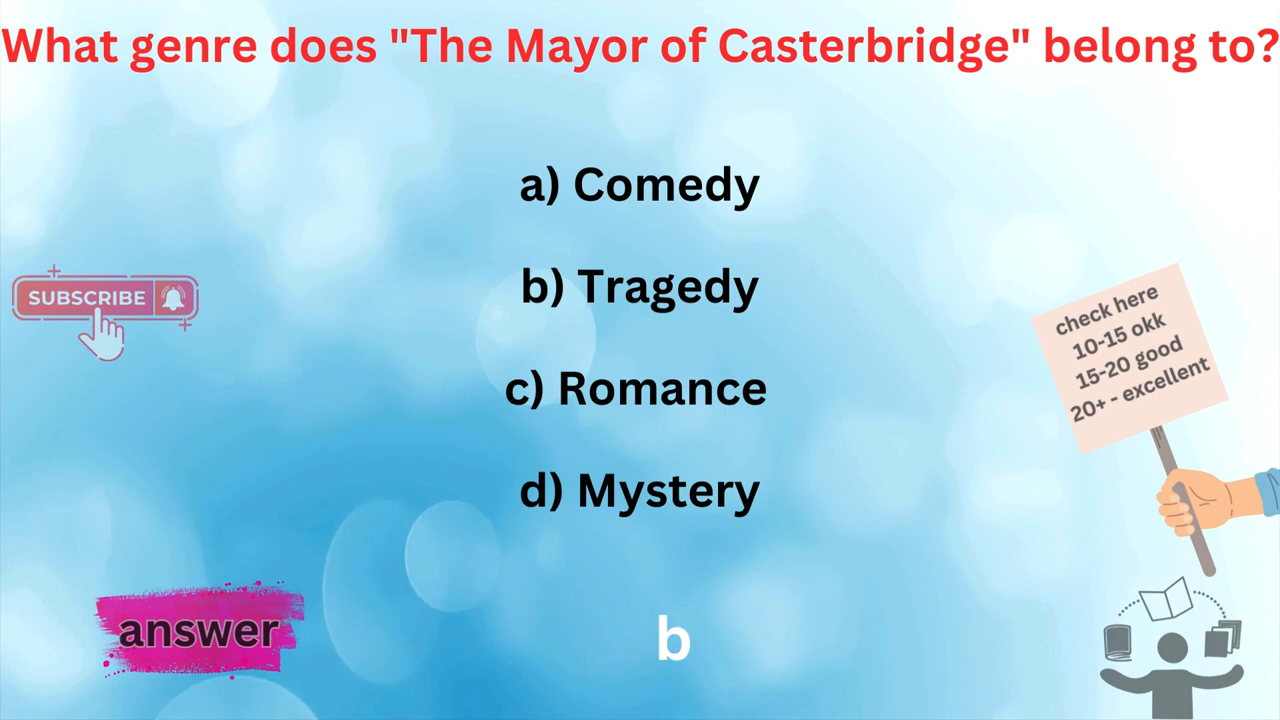 What genre does "The Mayor of Casterbridge" belong to?
a) Comedy
b) Tragedy
SUBSCRIBE
c) Romance
d) Mystery
check here
10-15 okk
15-20 good
20+ - excellent
answer
b